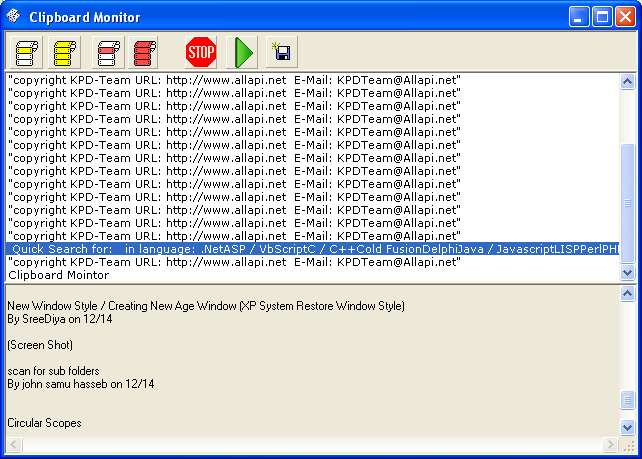 Clipboard Monitor
STOP
"copyright KPD-Team URL: http://www.allapi.net  E-Mail: KPDTeam@Allapi.net"
"copyright KPD-Team URL: http://www.allapi.net  E-Mail: KPDTeam@Allapi.net"
"copyright KPD-Team URL: http://www.allapi.net  E-Mail: KPDTeam@Allapi.net"
"copyright KPD-Team URL: http://www.allapi.net  E-Mail: KPDTeam@Allapi.net"
"copyright KPD-Team URL: http://www.allapi.net  E-Mail: KPDTeam@Allapi.net"
"copyright KPD-Team URL: http://www.allapi.net  E-Mail: KPDTeam@Allapi.net"
"copyright KPD-Team URL: http://www.allapi.net  E-Mail: KPDTeam@Allapi.net"
"copyright KPD-Team URL: http://www.allapi.net  E-Mail: KPDTeam@Allapi.net"
"copyright KPD-Team URL: http://www.allapi.net  E-Mail: KPDTeam@Allapi.net"
"copyright KPD-Team URL: http://www.allapi.net  E-Mail: KPDTeam@Allapi.net"
"copyright KPD-Team URL: http://www.allapi.net  E-Mail: KPDTeam@Allapi.net"
"copyright KPD-Team URL: http://www.allapi.net  E-Mail: KPDTeam@Allapi.net"
"copyright KPD-Team URL: http://www.allapi.net  E-Mail: KPDTeam@Allapi.net"
Quick Search for:   in language: .NetASP / VbScriptC / C++Cold FusionDelphiJava / JavascriptLISPPerlPH
"copyright KPD-Team URL: http://www.allapi.net  E-Mail: KPDTeam@Allapi.net"
Clipboard Mointor
New Window Style / Creating New Age Window (XP System Restore Window Style)
By SreeDiya on 12/14
(Screen Shot)
scan for sub folders
By john samu hasseb on 12/14
Circular Scopes